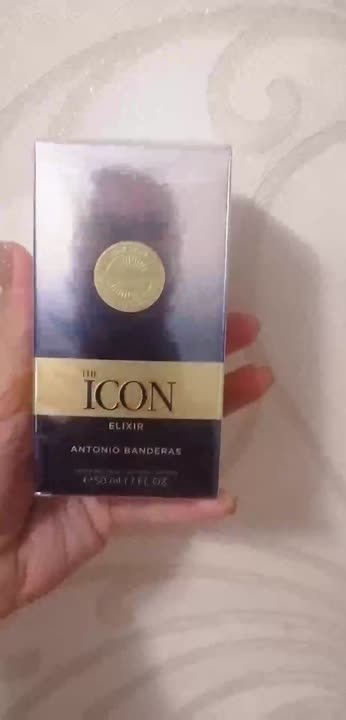 THE
ICON
ELIXIR
ANTONIO BANDERAS
50 ml 1.7 FL. OZ.